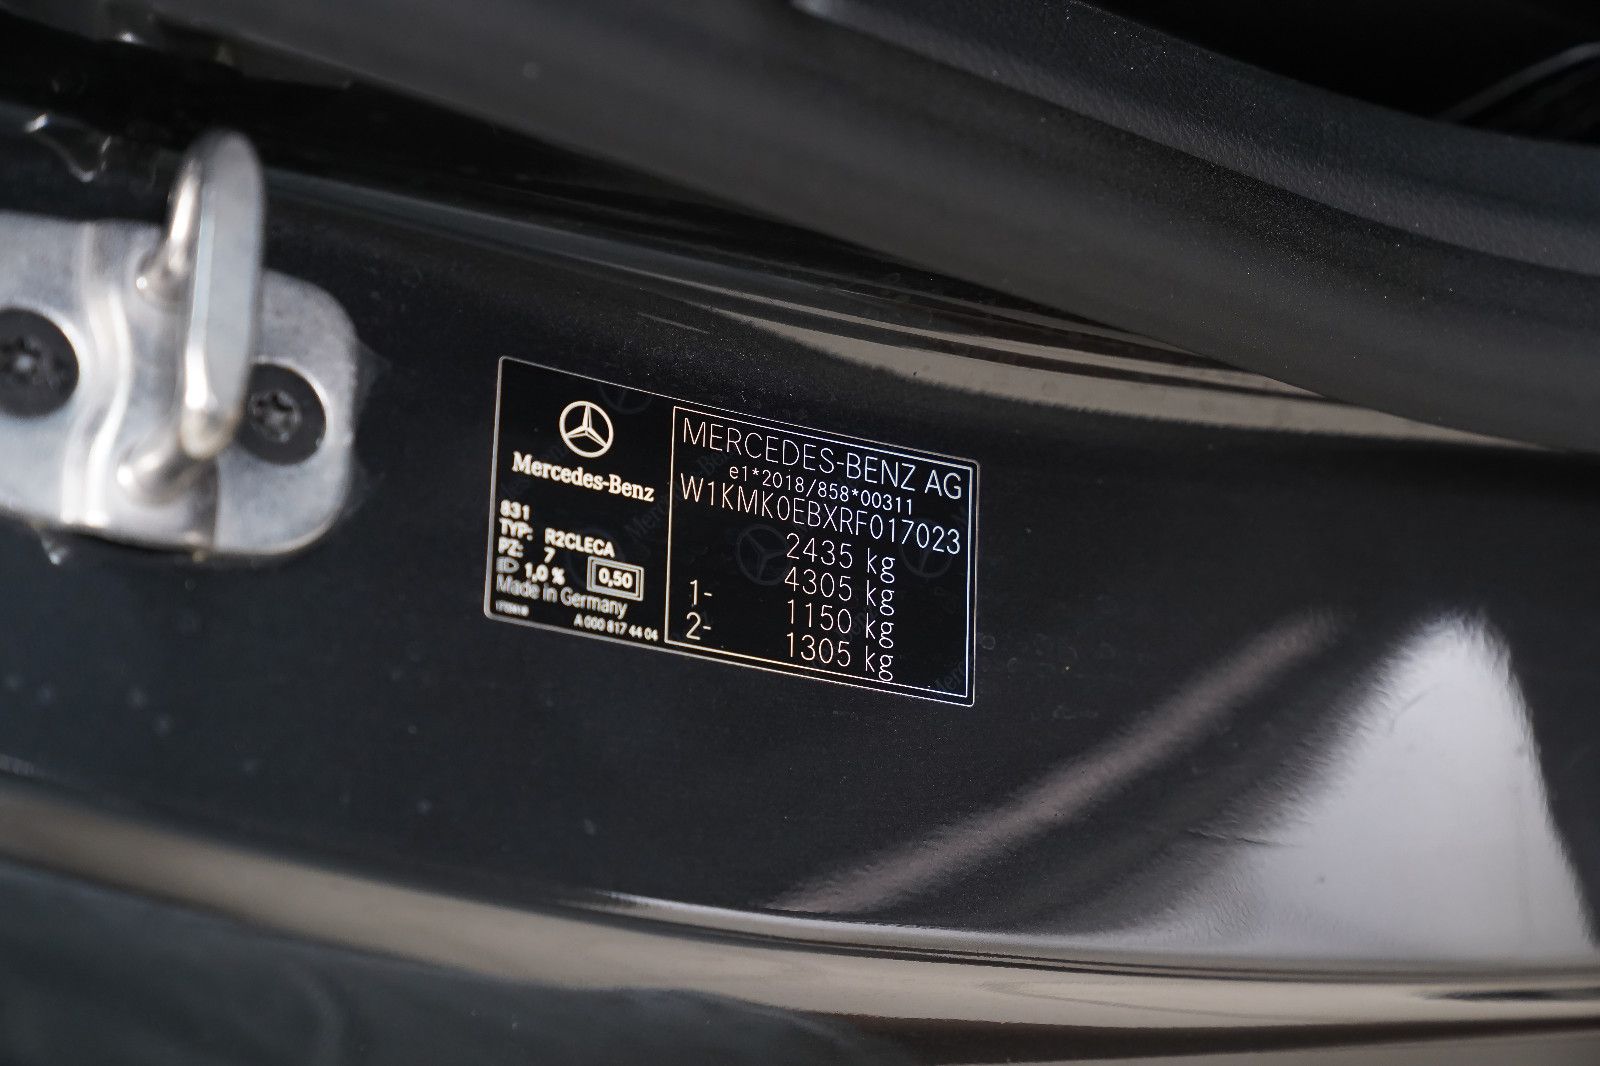 Mercedes-Benz
831
TYP: R2CLECA
PZ: 7
1,0 % 0,50
Made in Germany
A 000 817 44 04
MERCEDES-BENZ AG
e1*2018/858*00311
W1KMK0EBXRF017023
2435 kg
4305 kg
1- 1150 kg
2- 1305 kg